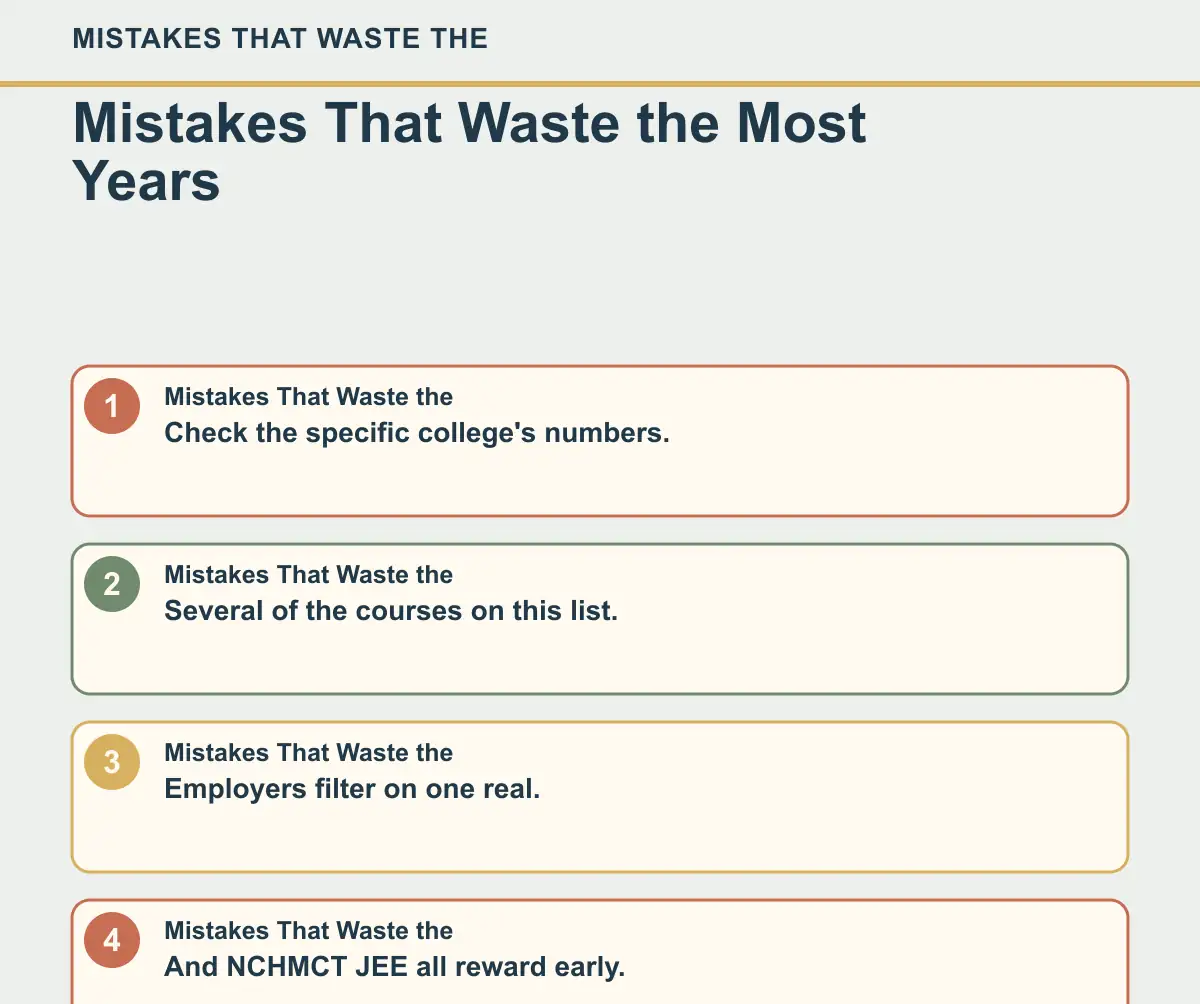 MISTAKES THAT WASTE THE
Mistakes That Waste the Most
Years
1
Mistakes That Waste the
Check the specific college's numbers.
2
Mistakes That Waste the
Several of the courses on this list.
3
Mistakes That Waste the
Employers filter on one real.
4
Mistakes That Waste the
And NCHMCT JEE all reward early.